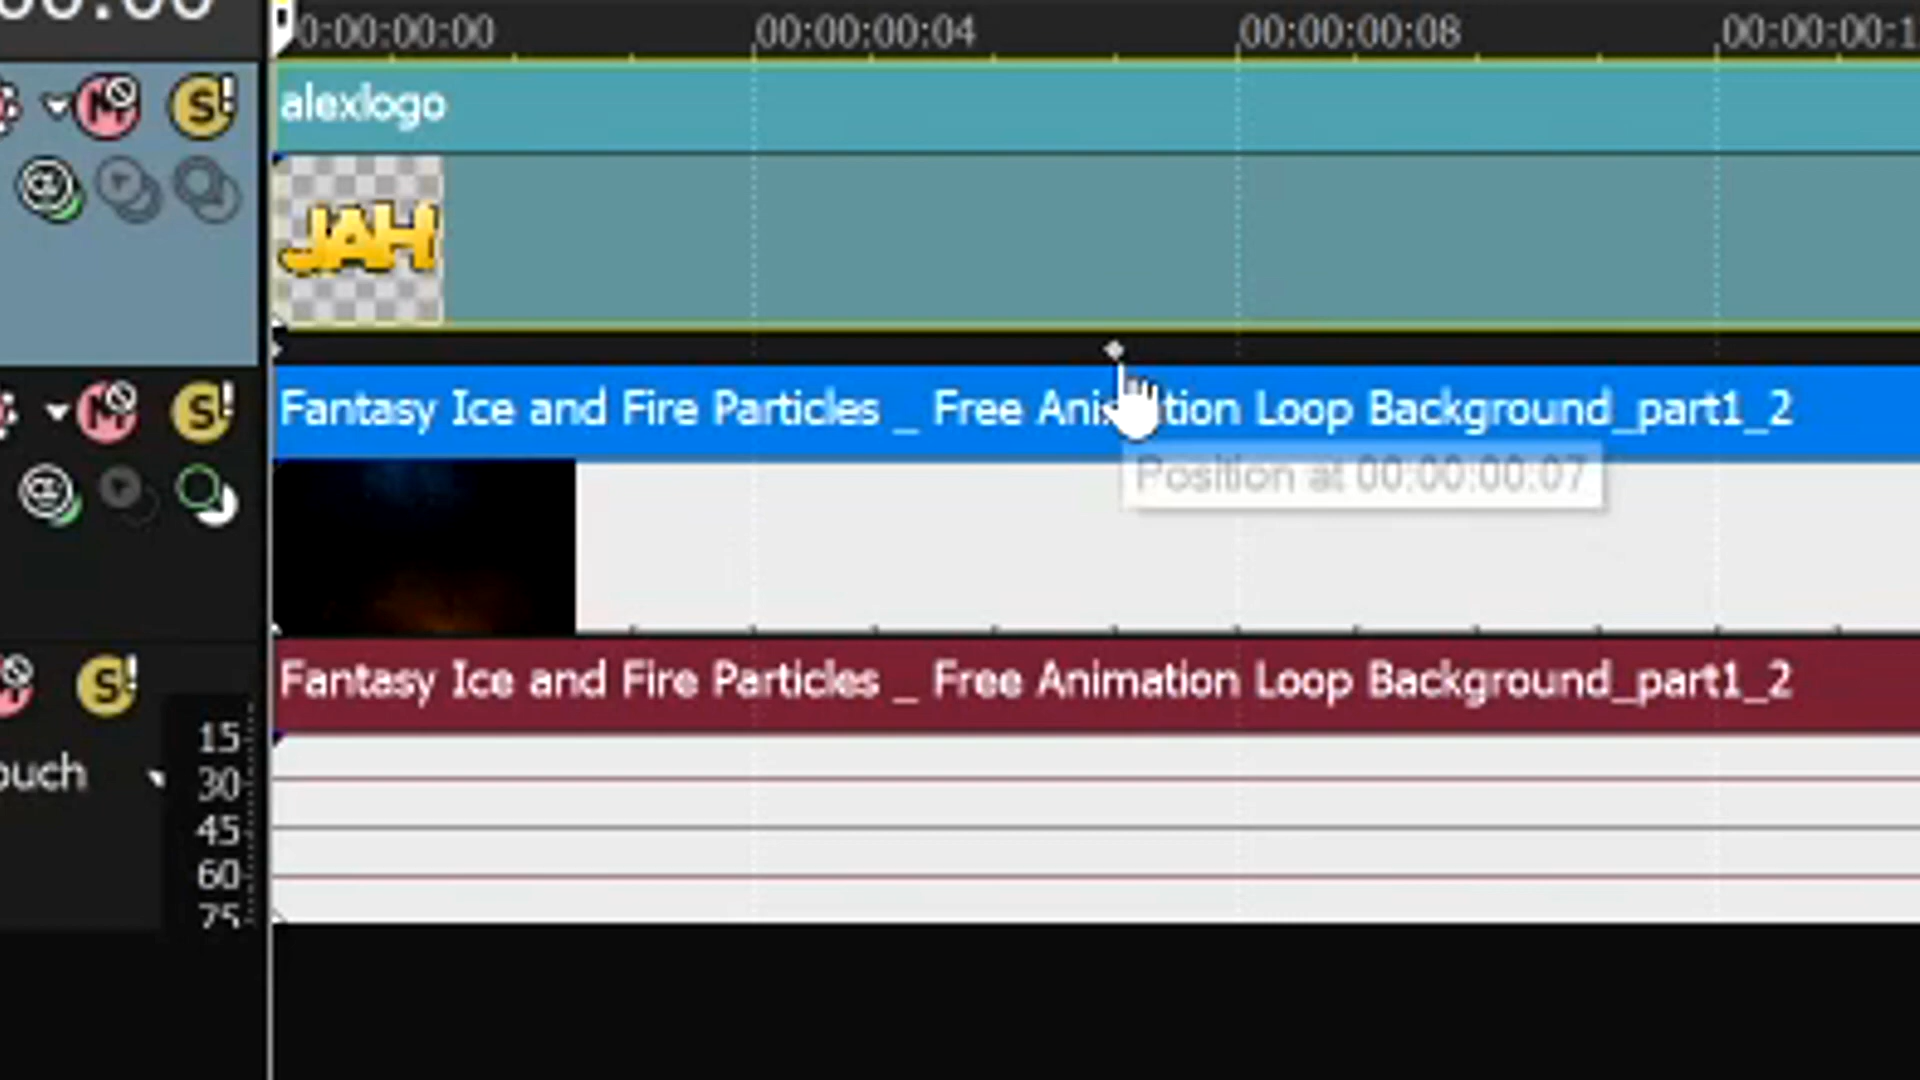 00:00:00:00 00:00:00:04 00:00:00:08 00:00:00:1
M S! alexlogo
JAH
M S! Fantasy Ice and Fire Particles _ Free Animation Loop Background_part1_2
Position at 00:00:00:07
S! Fantasy Ice and Fire Particles _ Free Animation Loop Background_part1_2
15
ouch 30
45
60
75